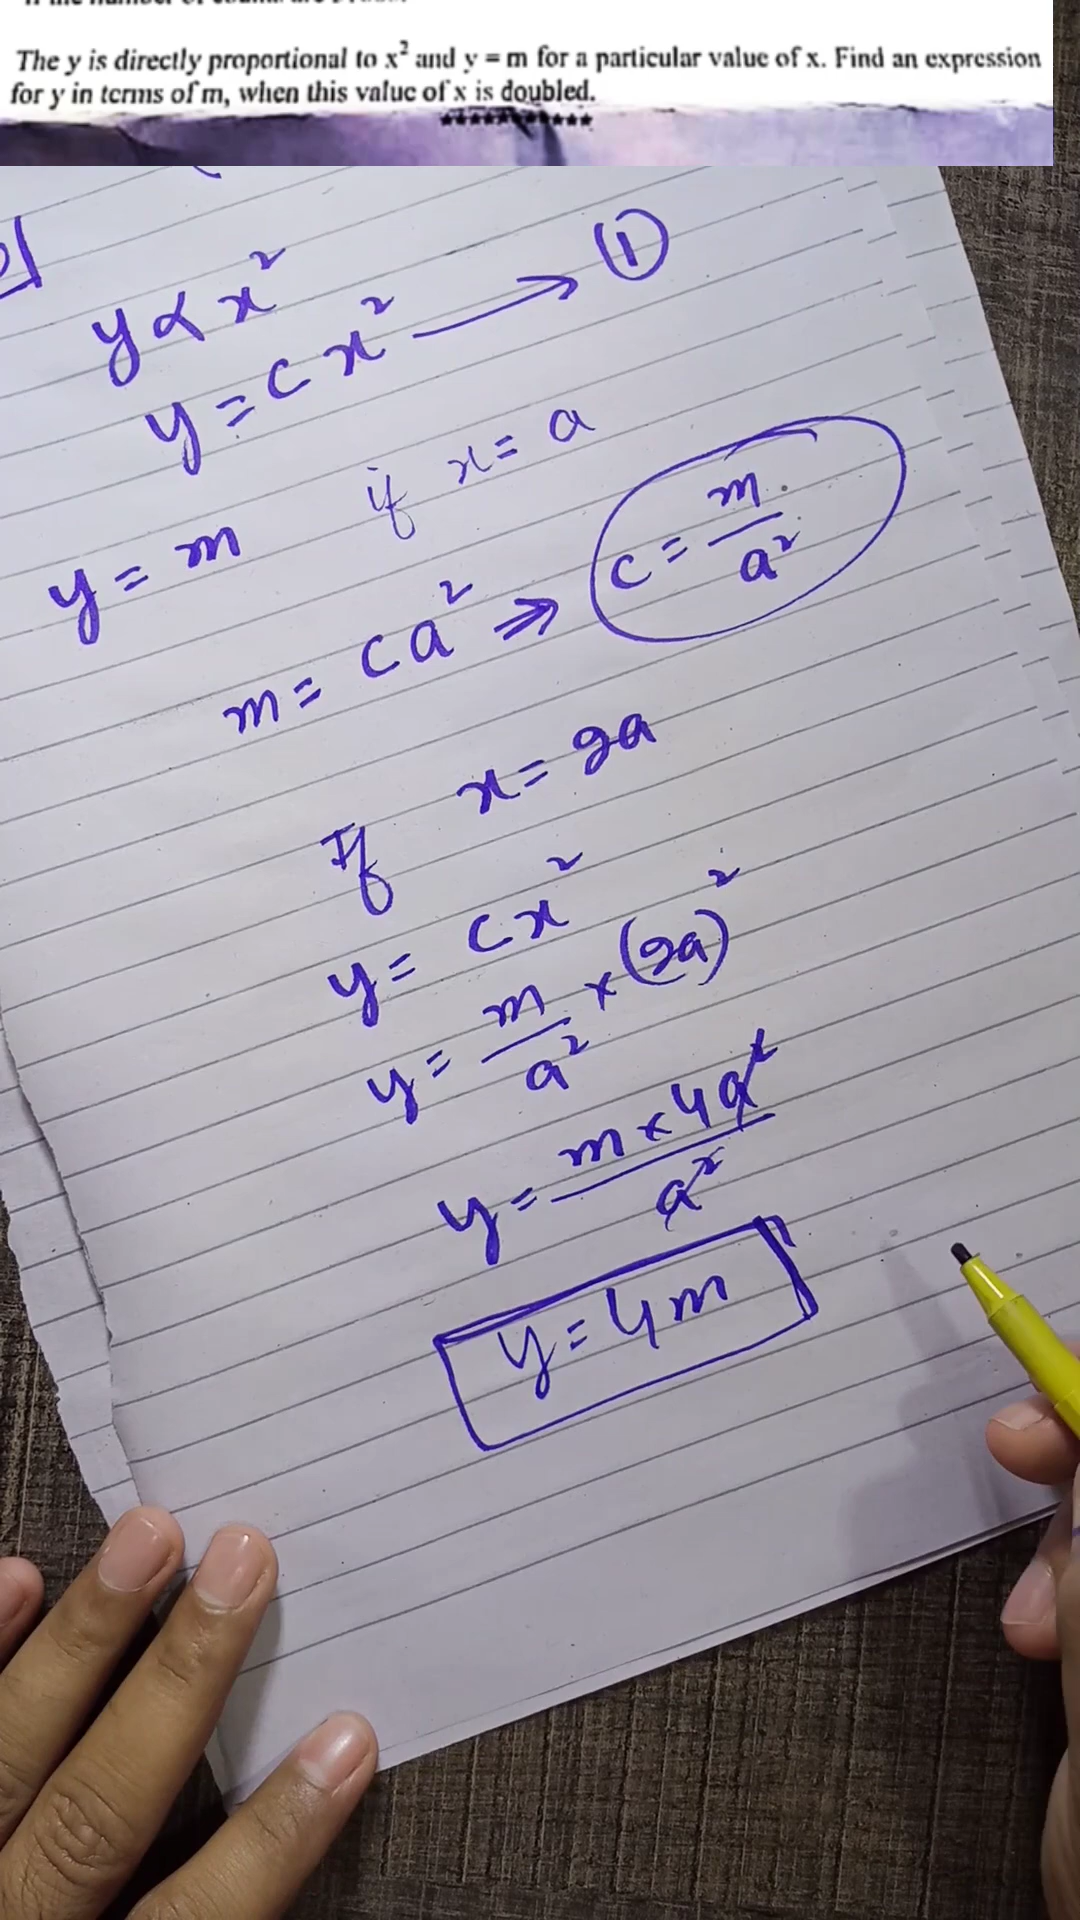 The y is directly proportional to x² and y = m for a particular value of x. Find an expression
for y in terms of m, when this value of x is doubled.
***********
y ∝ x²
y = cx² → ①
y = m if x = a
m = ca² ⇒ c = m/a²
If x = 2a
y = cx²
y = m/a² × (2a)²
y = m × 4a²/a²
y = 4m